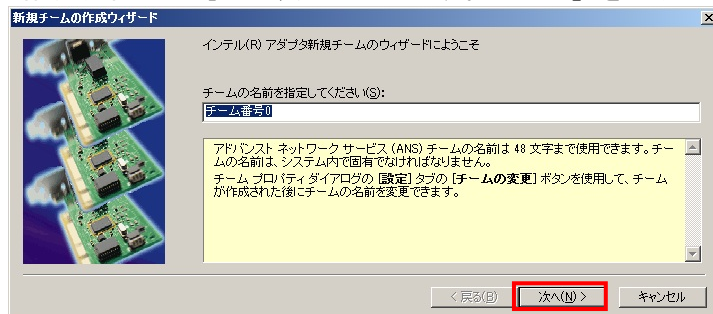 新規チームの作成ウィザード
インテル(R) アダプタ新規チームのウィザードにようこそ
チームの名前を指定してください(S):
チーム番号0
アドバンスト ネットワーク サービス (ANS) チームの名前は 48 文字まで使用できます。チー
ムの名前は、システム内で固有でなければなりません。
チーム プロパティ ダイアログの [設定] タブの [チームの変更] ボタンを使用して、チーム
が作成された後にチームの名前を変更できます。
< 戻る(B)
次へ(N) >
キャンセル